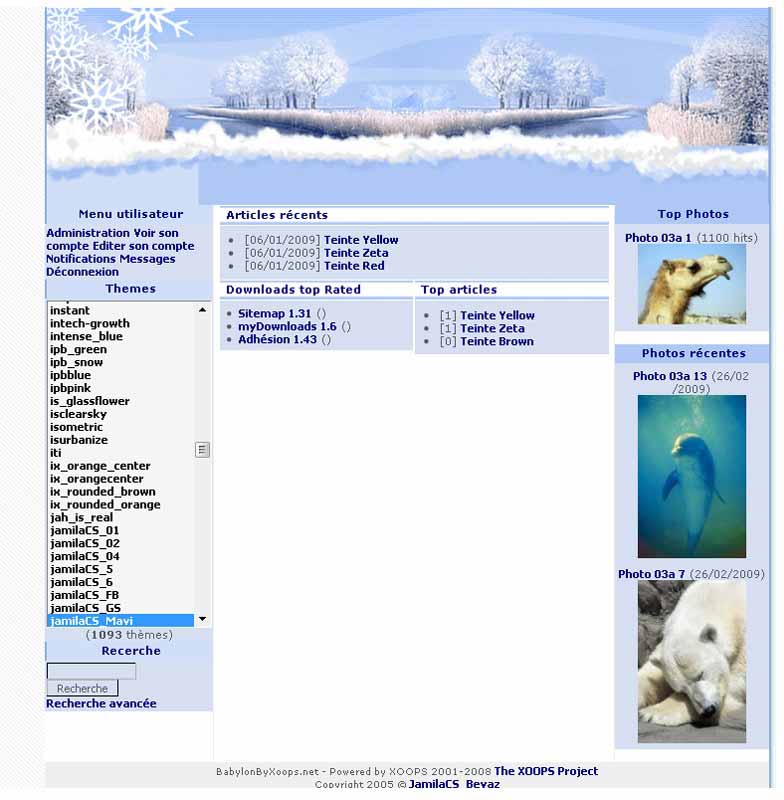 Menu utilisateur
Administration Voir son
compte Editer son compte
Notifications Messages
Déconnexion
Themes
instant
intech-growth
intense_blue
ipb_green
ipb_snow
ipbblue
ipbpink
is_glassflower
isclearsky
isometric
isurbanize
iti
ix_orange_center
ix_orangecenter
ix_rounded_brown
ix_rounded_orange
jah_is_real
jamilaCS_01
jamilaCS_02
jamilaCS_04
jamilaCS_5
jamilaCS_6
jamilaCS_FB
jamilaCS_GS
jamilaCS_Mavi
(1093 thèmes)
Recerche
Recherche
Recherche avancée
Articles récents
[06/01/2009] Teinte Yellow
[06/01/2009] Teinte Zeta
[06/01/2009] Teinte Red
Downloads top Rated
Sitemap 1.31 ()
myDownloads 1.6 ()
Adhésion 1.43 ()
Top articles
[1] Teinte Yellow
[1] Teinte Zeta
[0] Teinte Brown
Top Photos
Photo 03a 1 (1100 hits)
Photos récentes
Photo 03a 13 (26/02
/2009)
Photo 03a 7 (26/02/2009)
BabylonByXoops.net - Powered by XOOPS 2001-2008 The XOOPS Project
Copyright 2005 © JamilaCS_Beyaz